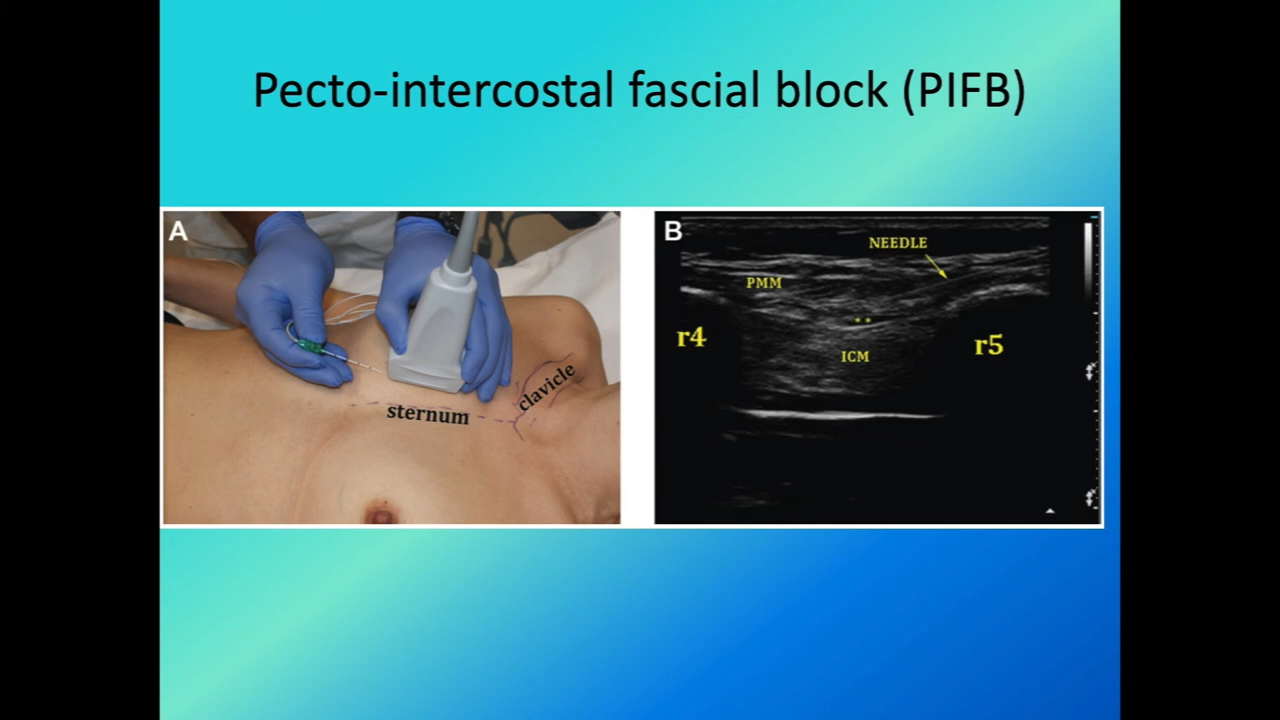 Pecto-intercostal fascial block (PIFB)
A
clavicle
sternum
B
NEEDLE
PMM
**
r4
r5
ICM